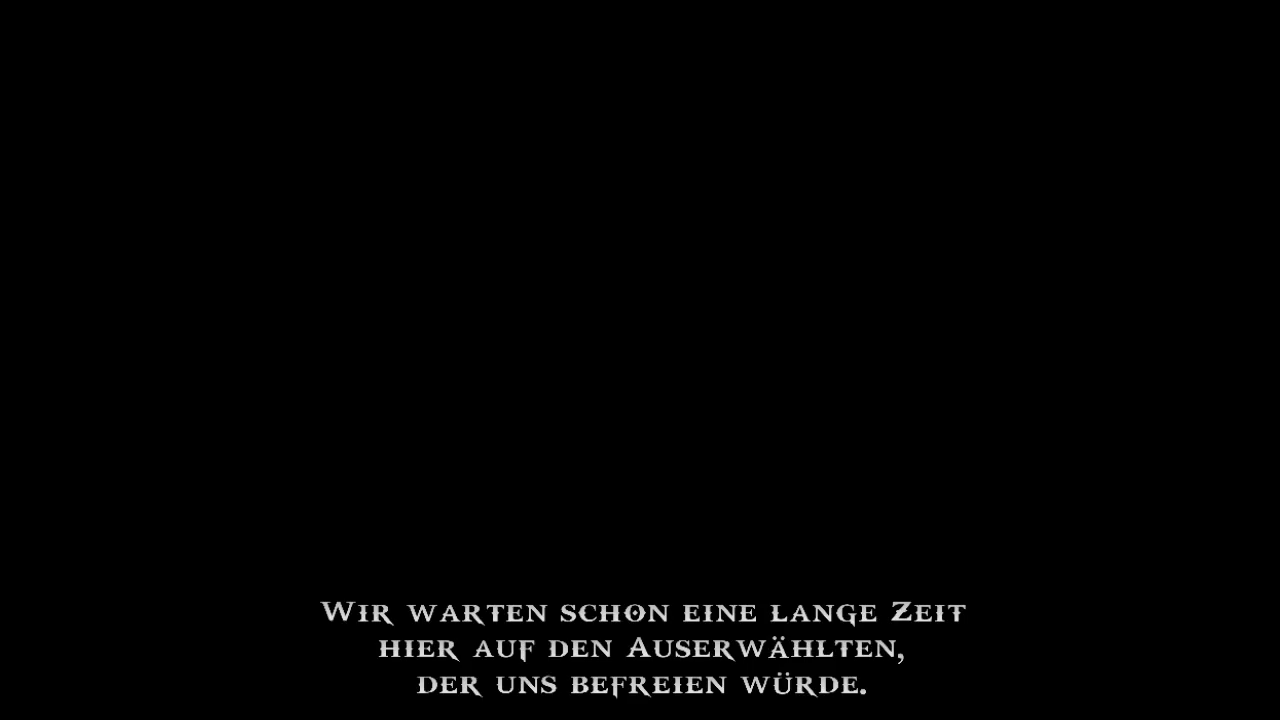 Wir warten schon eine lange Zeit
hier auf den Auserwählten,
der uns befreien würde.